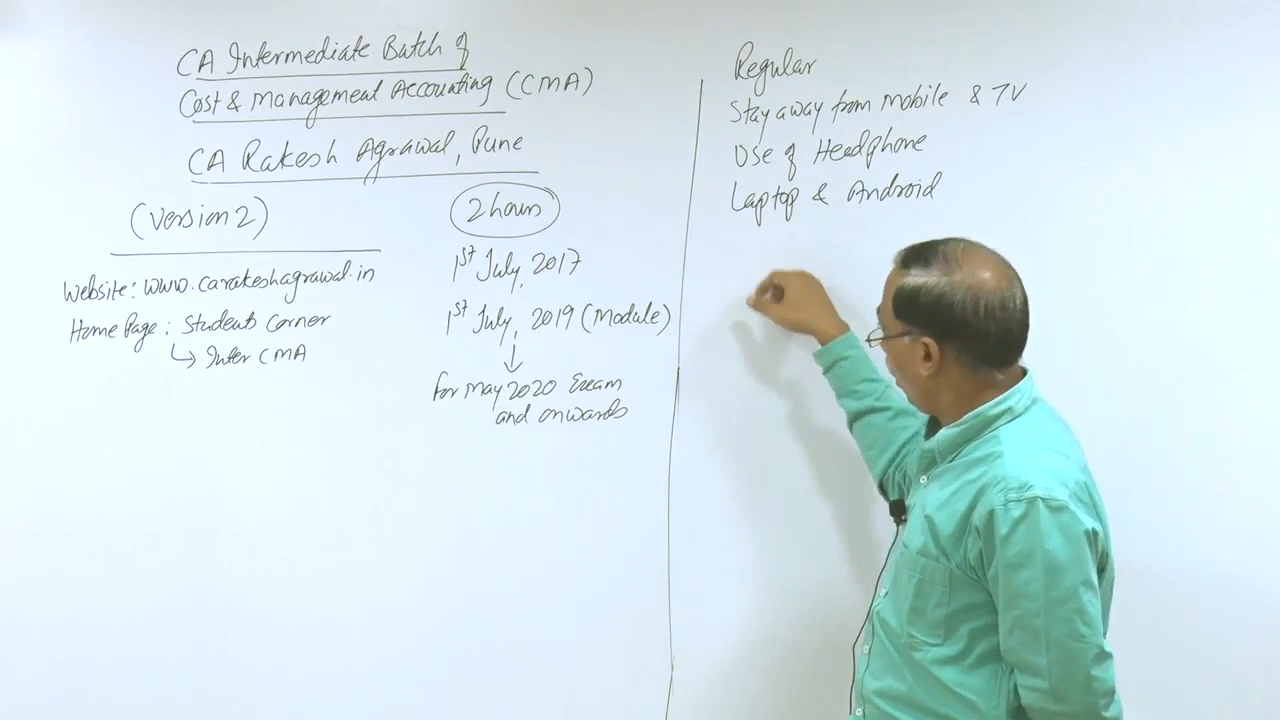 CA Intermediate Batch of
Cost & Management Accounting (CMA)
CA Rakesh Agrawal, Pune
(Version 2)
Website: www.carakeshagrawal.in
Home Page: Students Corner
↳ Inter CMA
2 hours
1st July, 2017
1st July, 2019 (Module)
↓
For May 2020 Exam
and onwards
Regular
Stay away from Mobile & TV
Use of Headphone
Laptop & Android